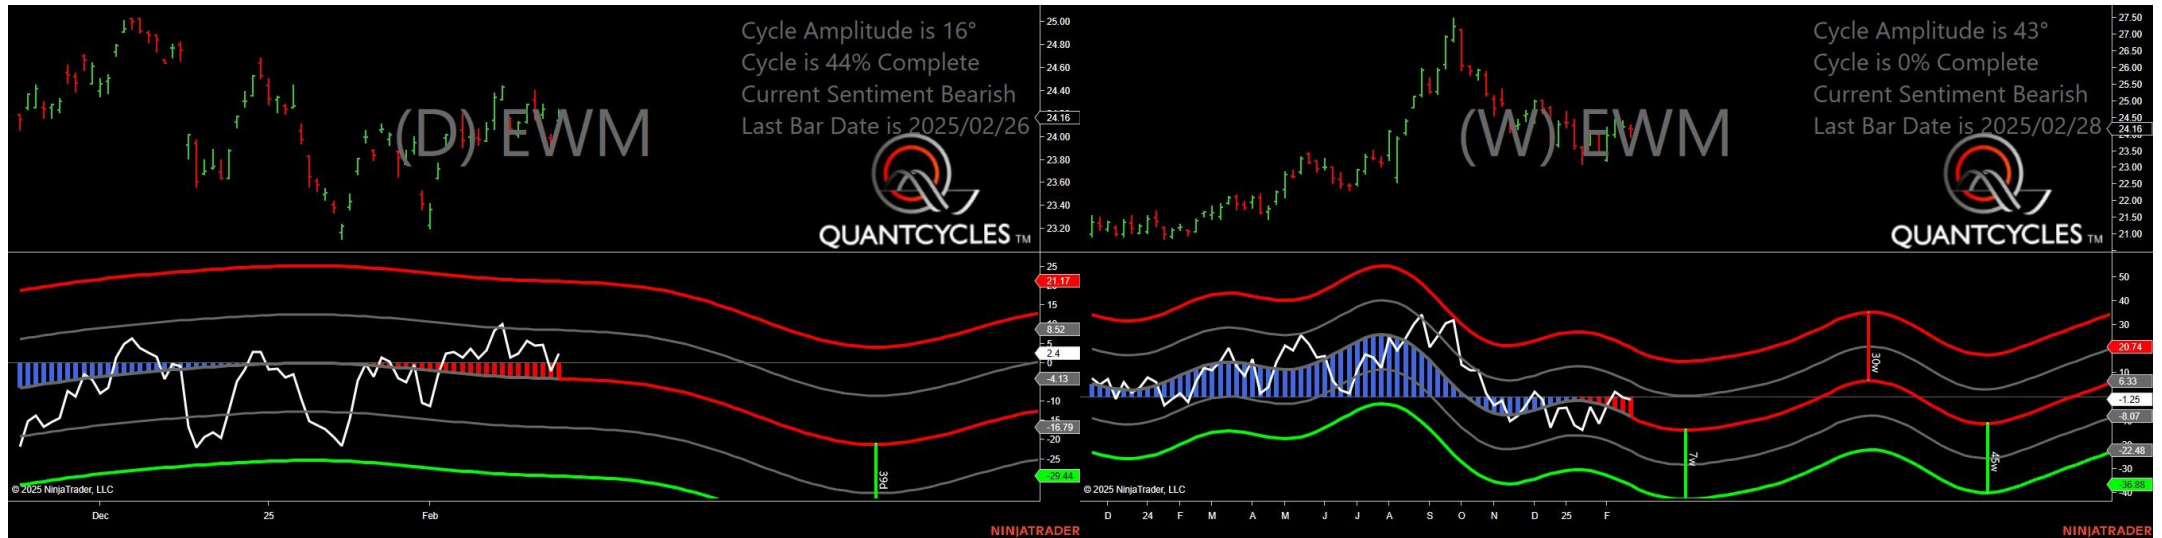 Cycle Amplitude is 16°
Cycle is 44% Complete
Current Sentiment Bearish
Last Bar Date is 2025/02/26
(D) EWM
QUANTCYCLES TM
25.00
24.80
24.60
24.40
24.16
24.00
23.80
23.60
23.40
23.20
25
21.17
15
8.52
5
2.4
0
-4.13
-10
-15
-16.79
-20
-25
-29.44
39d
© 2025 NinjaTrader, LLC
Dec
25
Feb
NINJATRADER
Cycle Amplitude is 43°
Cycle is 0% Complete
Current Sentiment Bearish
Last Bar Date is 2025/02/28
(W) EWM
QUANTCYCLES TM
27.50
27.00
26.50
26.00
25.50
25.00
24.50
24.16
23.50
23.00
22.50
22.00
21.50
21.00
50
40
30
20.74
10
6.33
-1.25
-8.07
-22.48
-30
-36.88
-40
30w
7w
45w
© 2025 NinjaTrader, LLC
D 24 F M A M J J A S O N D 25 F
NINJATRADER